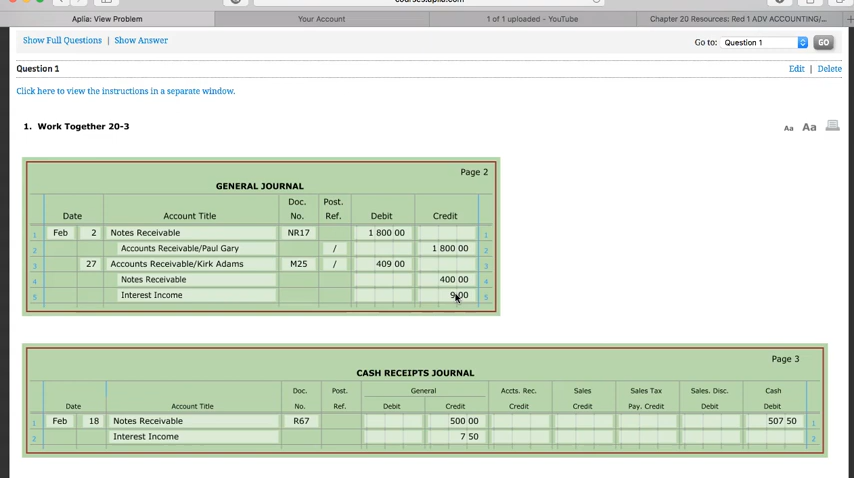 courses.aplia.com
Aplia: View Problem
Your Account
1 of 1 uploaded - YouTube
Chapter 20 Resources: Red 1 ADV ACCOUNTING/...
Show Full Questions | Show Answer
Go to: Question 1 GO
Question 1
Edit | Delete
Click here to view the instructions in a separate window.
1. Work Together 20-3
Aa Aa
Page 2
GENERAL JOURNAL
Doc. Post.
Date Account Title No. Ref. Debit Credit
1 Feb 2 Notes Receivable NR17 1 800 00 1
2 Accounts Receivable/Paul Gary / 1 800 00 2
3 27 Accounts Receivable/Kirk Adams M25 / 409 00 3
4 Notes Receivable 400 00 4
5 Interest Income 9 00 5
Page 3
CASH RECEIPTS JOURNAL
Doc. Post. General Accts. Rec. Sales Sales Tax Sales. Disc. Cash
Date Account Title No. Ref. Debit Credit Credit Credit Pay. Credit Debit Debit
1 Feb 18 Notes Receivable R67 500 00 507 50 1
2 Interest Income 7 50 2